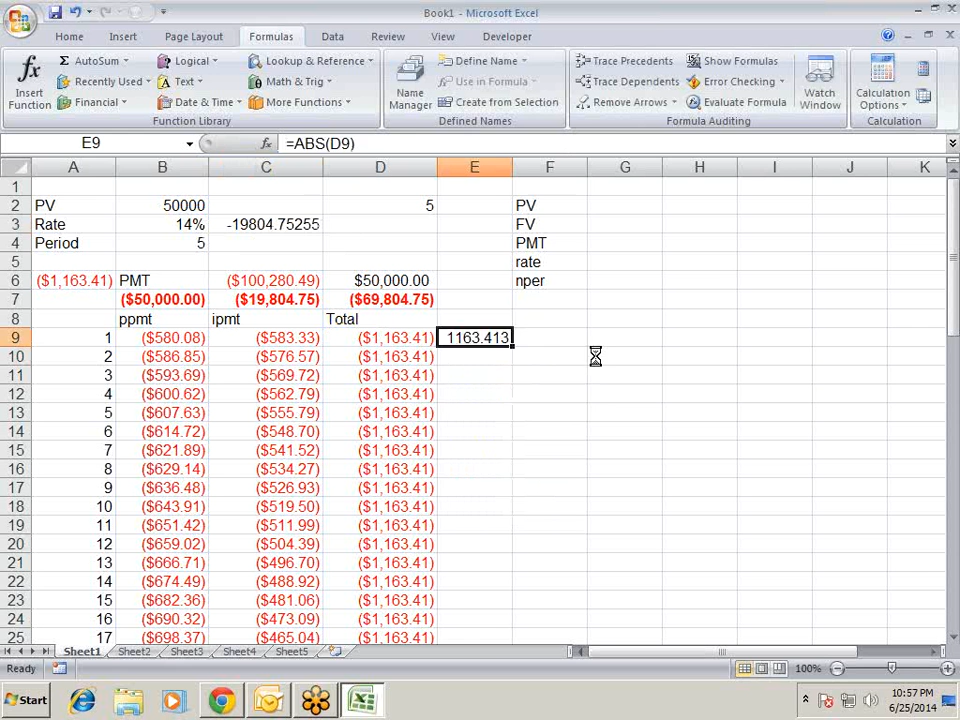 Book1 - Microsoft Excel
Home Insert Page Layout Formulas Data Review View Developer
Insert Function
Σ AutoSum
Recently Used
Financial
Logical
Text
Date & Time
Lookup & Reference
Math & Trig
More Functions
Function Library
Name Manager
Define Name
Use in Formula
Create from Selection
Defined Names
Trace Precedents
Trace Dependents
Remove Arrows
Show Formulas
Error Checking
Evaluate Formula
Formula Auditing
Watch Window
Calculation Options
Calculation
E9 fx =ABS(D9)
A B C D E F G H I J K
1
2 PV 50000 5 PV
3 Rate 14% -19804.75255 FV
4 Period 5 PMT
5 rate
6 ($1,163.41) PMT ($100,280.49) $50,000.00 nper
7 ($50,000.00) ($19,804.75) ($69,804.75)
8 ppmt ipmt Total
9 1 ($580.08) ($583.33) ($1,163.41) 1163.413
10 2 ($586.85) ($576.57) ($1,163.41)
11 3 ($593.69) ($569.72) ($1,163.41)
12 4 ($600.62) ($562.79) ($1,163.41)
13 5 ($607.63) ($555.79) ($1,163.41)
14 6 ($614.72) ($548.70) ($1,163.41)
15 7 ($621.89) ($541.52) ($1,163.41)
16 8 ($629.14) ($534.27) ($1,163.41)
17 9 ($636.48) ($526.93) ($1,163.41)
18 10 ($643.91) ($519.50) ($1,163.41)
19 11 ($651.42) ($511.99) ($1,163.41)
20 12 ($659.02) ($504.39) ($1,163.41)
21 13 ($666.71) ($496.70) ($1,163.41)
22 14 ($674.49) ($488.92) ($1,163.41)
23 15 ($682.36) ($481.06) ($1,163.41)
24 16 ($690.32) ($473.09) ($1,163.41)
25 17 ($698.37) ($465.04) ($1,163.41)
Sheet1 Sheet2 Sheet3 Sheet4 Sheet5
Ready 100%
Start 10:57 PM
6/25/2014